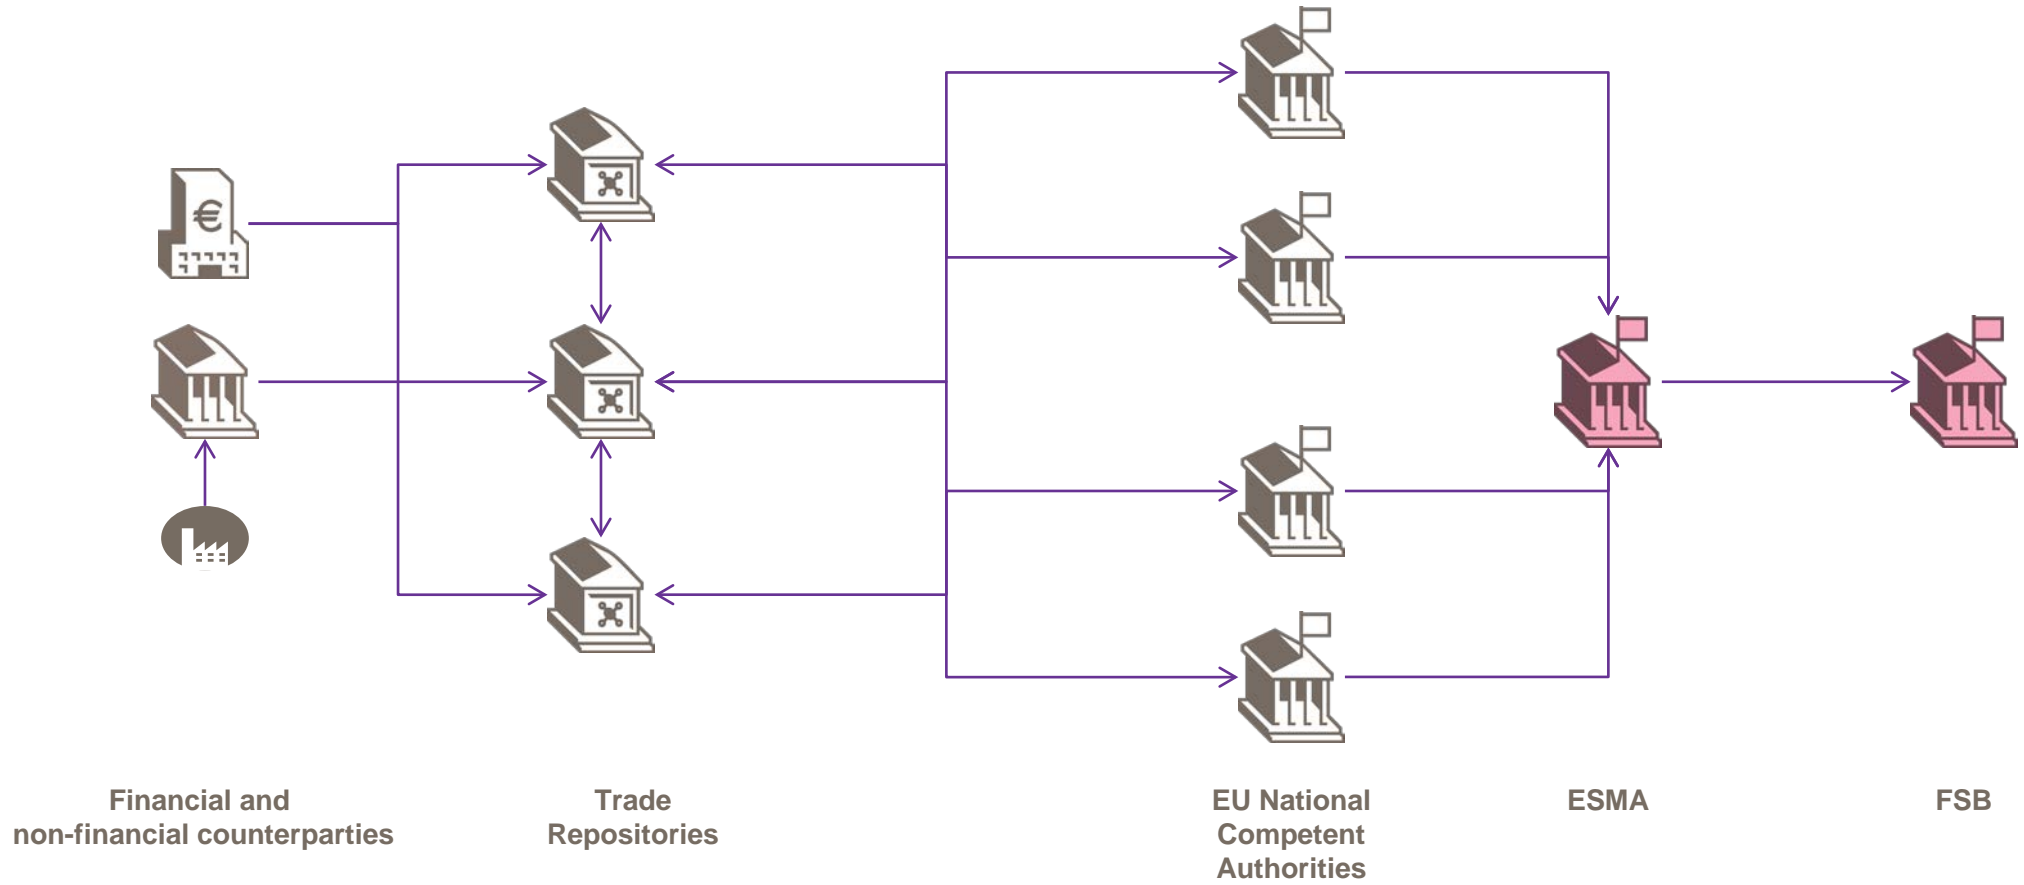 €
Financial and
non-financial counterparties
Trade
Repositories
EU National
Competent
Authorities
ESMA
FSB